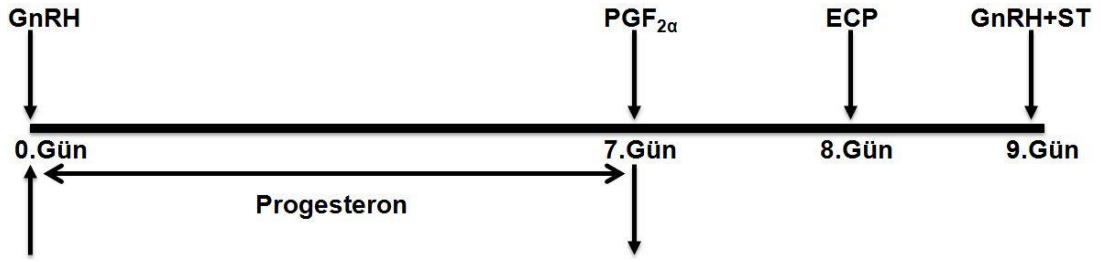 GnRH PGF2α ECP GnRH+ST
0.Gün 7.Gün 8.Gün 9.Gün
Progesteron